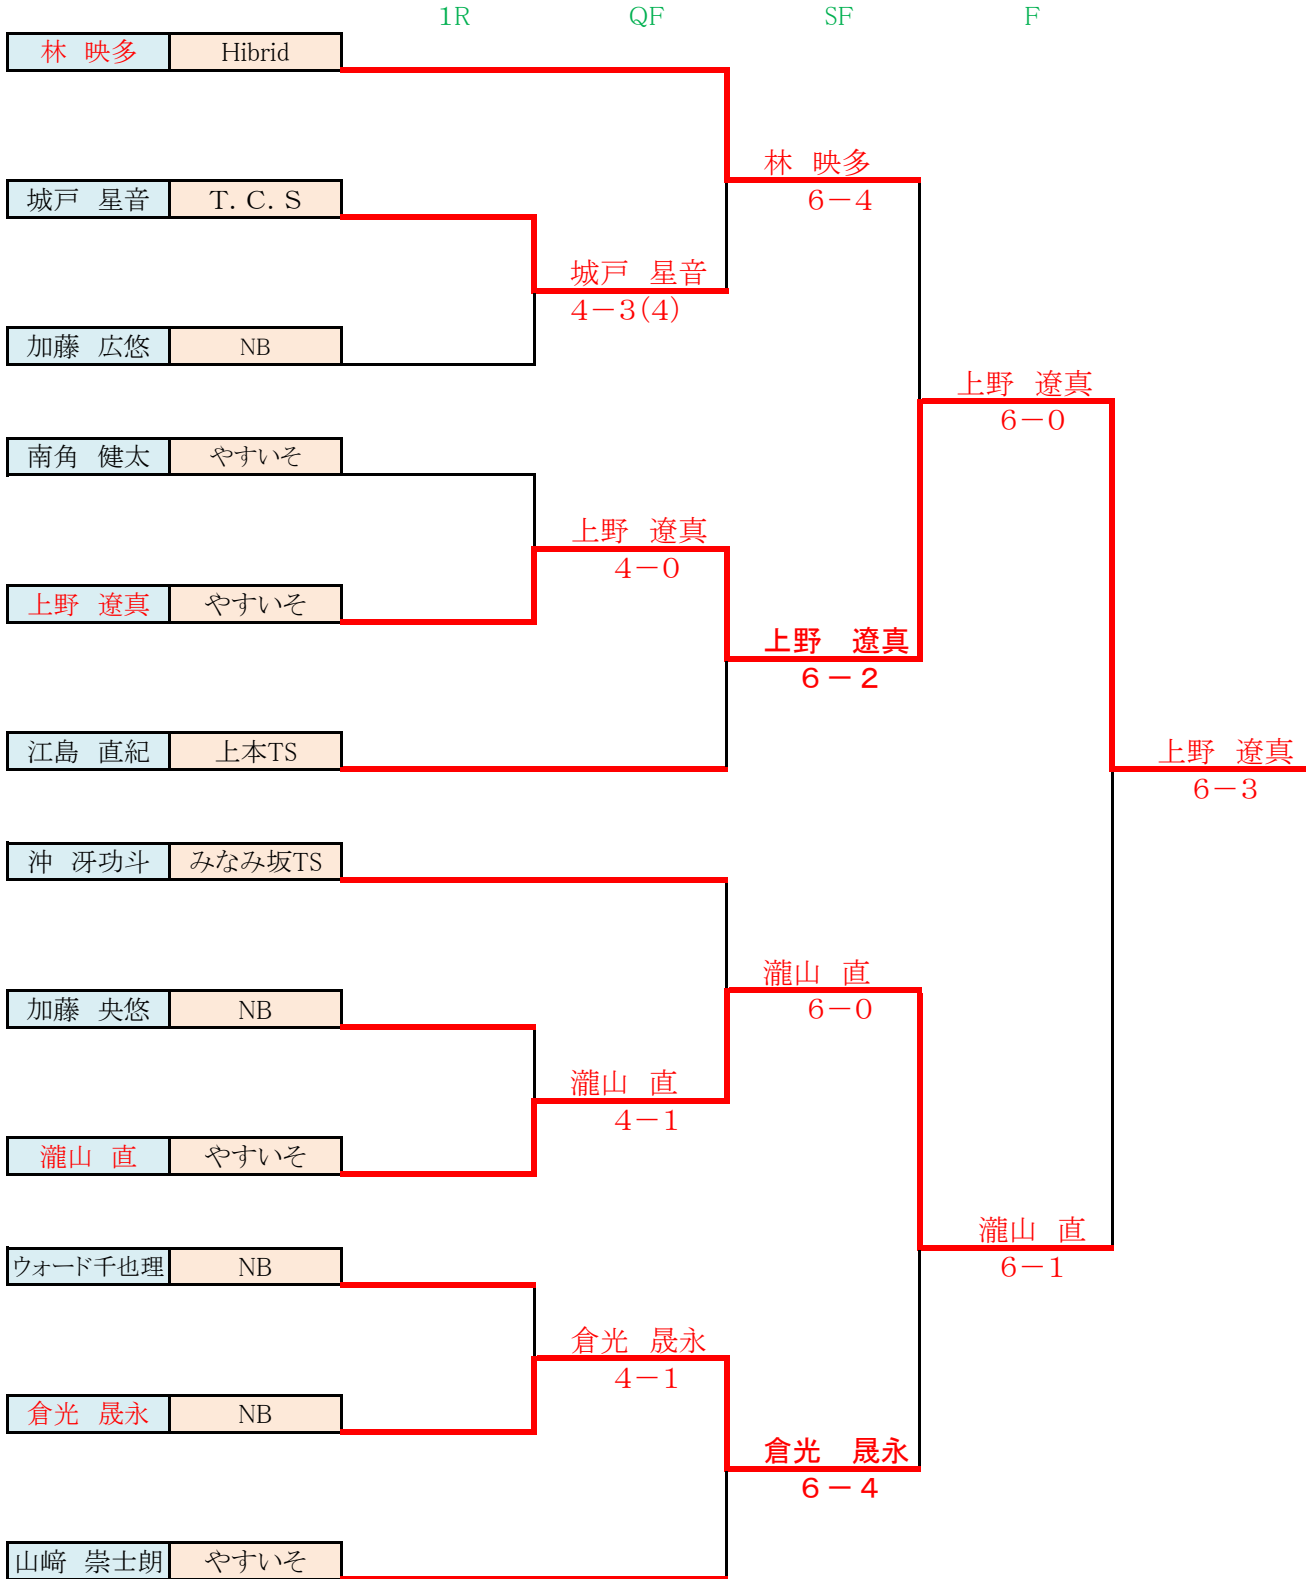 1R QF SF F
林 映多 Hibrid
林 映多
6－4
城戸 星音 T．C．S
城戸 星音
4－3(4)
加藤 広悠 NB
上野 遼真
6－0
南角 健太 やすいそ
上野 遼真
4－0
上野 遼真 やすいそ
上野 遼真
6－2
江島 直紀 上本TS
上野 遼真
6－3
沖 冴功斗 みなみ坂TS
瀧山 直
6－0
加藤 央悠 NB
瀧山 直
4－1
瀧山 直 やすいそ
瀧山 直
6－1
ウォード千也理 NB
倉光 晟永
4－1
倉光 晟永 NB
倉光 晟永
6－4
山﨑 崇士朗 やすいそ